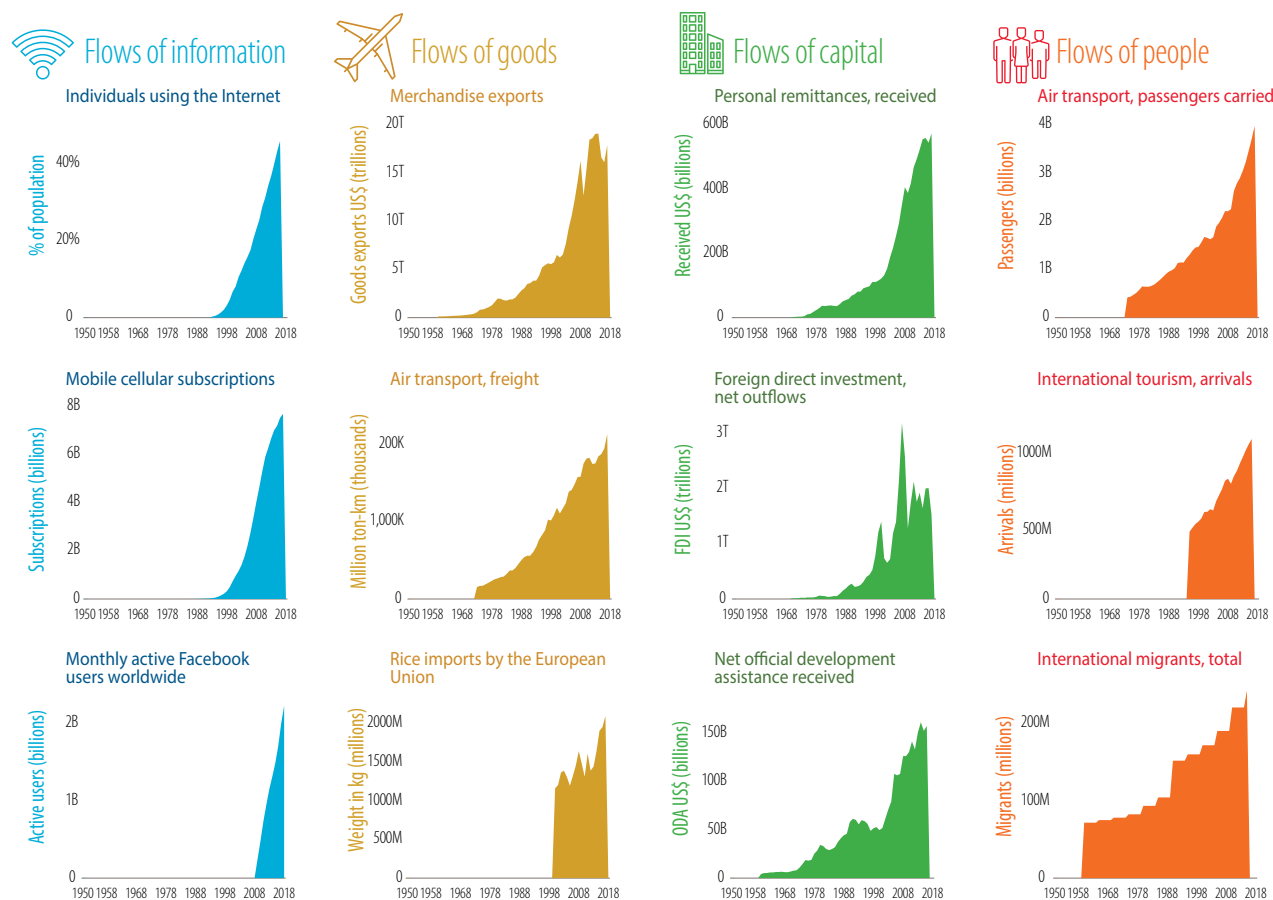 Flows of information
Individuals using the Internet
% of population
40%
20%
0
1950 1958 1968 1978 1988 1998 2008 2018
Mobile cellular subscriptions
Subscriptions (billions)
8B
6B
4B
2B
0
1950 1958 1968 1978 1988 1998 2008 2018
Monthly active Facebook
users worldwide
Active users (billions)
2B
1B
0
1950 1958 1968 1978 1988 1998 2008 2018
Flows of goods
Merchandise exports
Goods exports US$ (trillions)
20T
15T
10T
5T
0
1950 1958 1968 1978 1988 1998 2008 2018
Air transport, freight
Million ton-km (thousands)
200K
1,000K
0
1950 1958 1968 1978 1988 1998 2008 2018
Rice imports by the European
Union
Weight in kg (millions)
2000M
1500M
1000M
500M
0
1950 1958 1968 1978 1988 1998 2008 2018
Flows of capital
Personal remittances, received
Received US$ (billions)
600B
400B
200B
0
1950 1958 1968 1978 1988 1998 2008 2018
Foreign direct investment,
net outflows
FDI US$ (trillions)
3T
2T
1T
0
1950 1958 1968 1978 1988 1998 2008 2018
Net official development
assistance received
ODA US$ (billions)
150B
100B
50B
0
1950 1958 1968 1978 1988 1998 2008 2018
Flows of people
Air transport, passengers carried
Passengers (billions)
4B
3B
2B
1B
0
1950 1958 1968 1978 1988 1998 2008 2018
International tourism, arrivals
Arrivals (millions)
1000M
500M
0
1950 1958 1968 1978 1988 1998 2008 2018
International migrants, total
Migrants (millions)
200M
100M
0
1950 1958 1968 1978 1988 1998 2008 2018